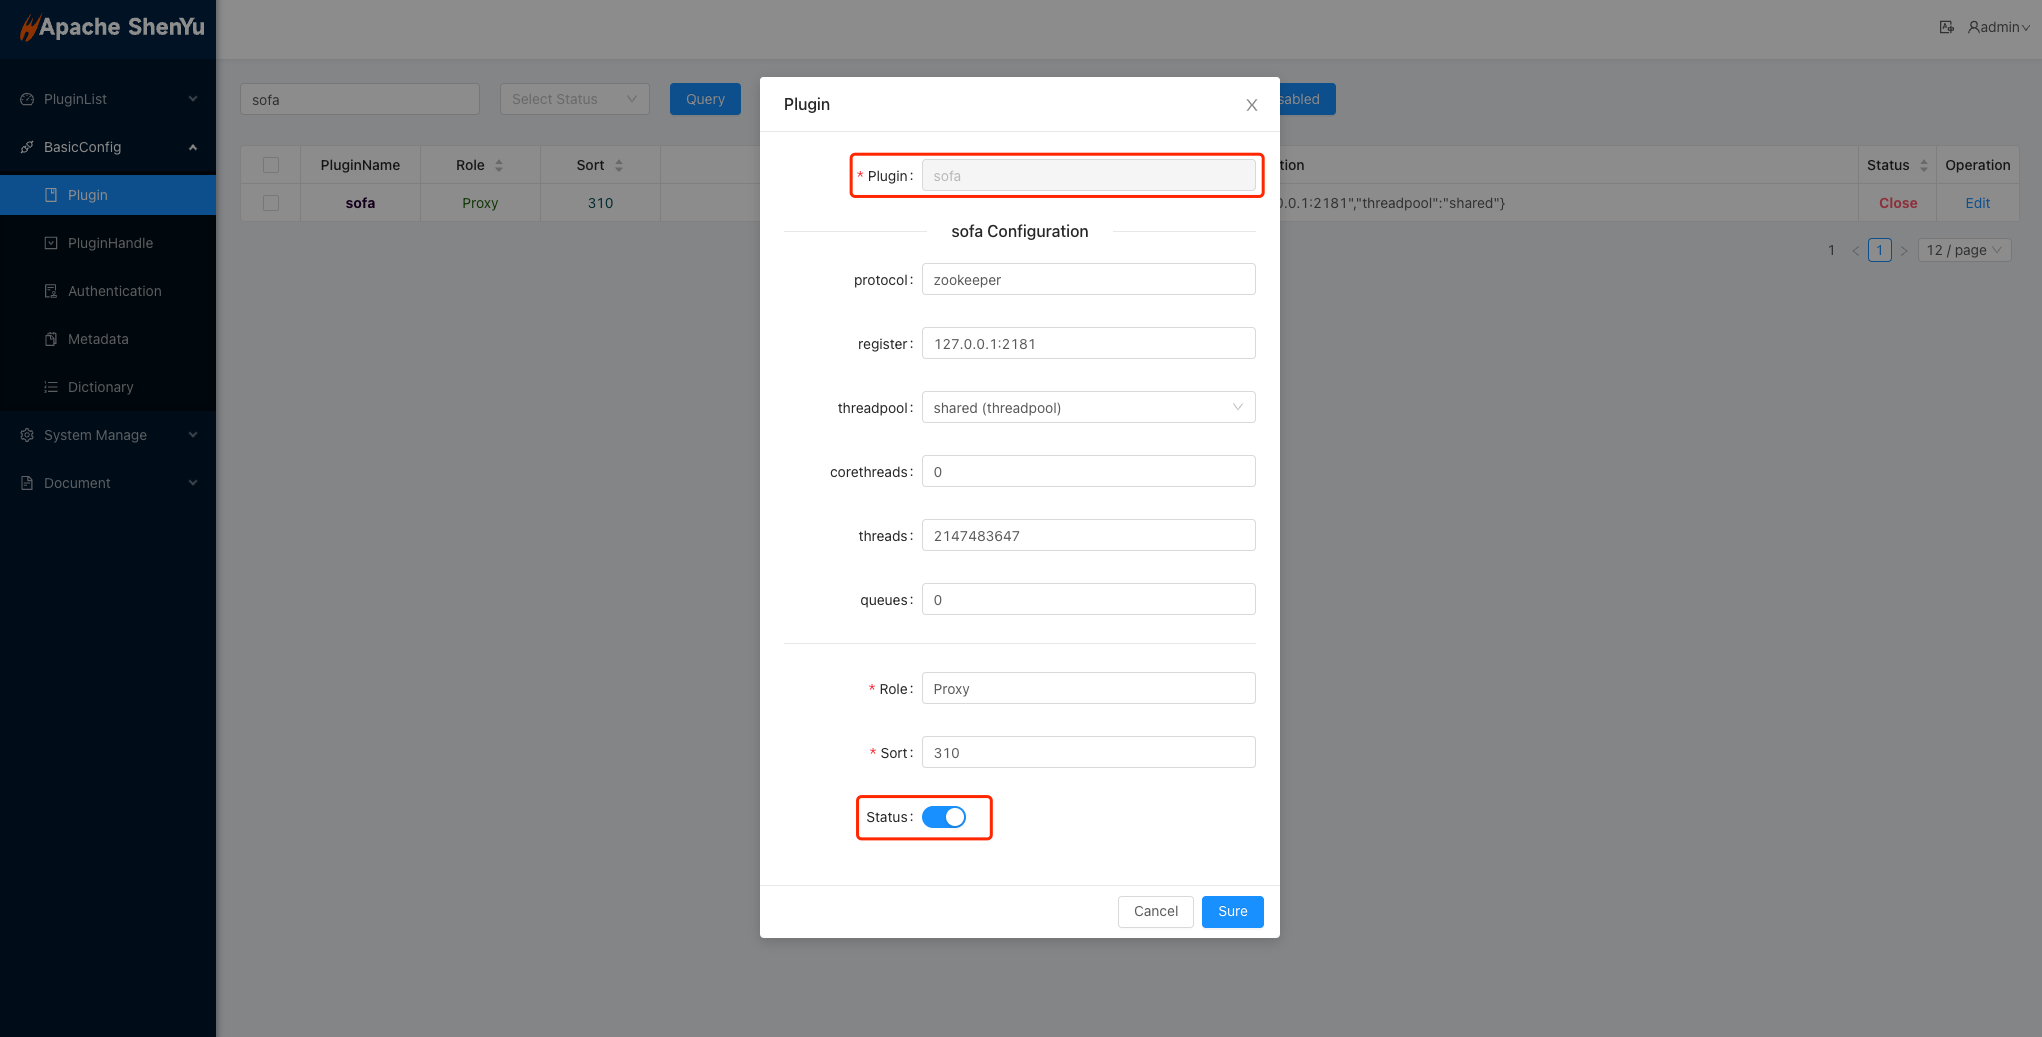 Apache ShenYu
admin
PluginList
BasicConfig
Plugin
PluginHandle
Authentication
Metadata
Dictionary
System Manage
Document
sofa
Select Status
Query
sabled
PluginName
Role
Sort
tion
Status
Operation
sofa
Proxy
310
.0.1:2181","threadpool":"shared"}
Close
Edit
1 < 1 > 12 / page
Plugin
* Plugin: sofa
sofa Configuration
protocol: zookeeper
register: 127.0.0.1:2181
threadpool: shared (threadpool)
corethreads: 0
threads: 2147483647
queues: 0
* Role: Proxy
* Sort: 310
Status:
Cancel
Sure